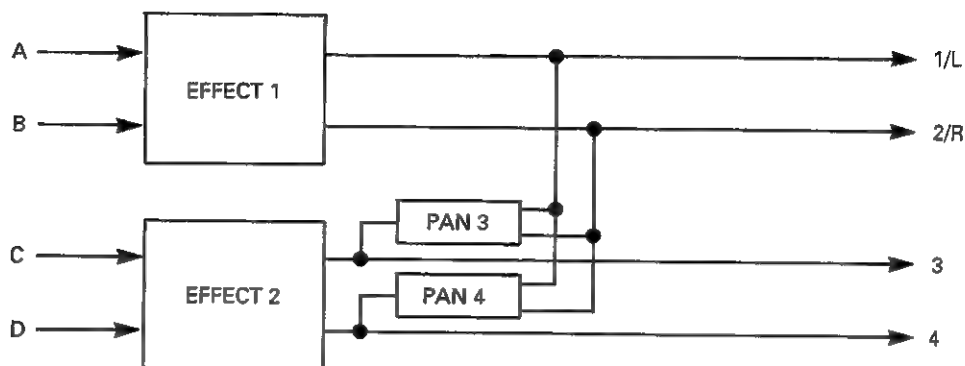 A
B
EFFECT 1
1/L
2/R
PAN 3
C
D
EFFECT 2
PAN 4
3
4